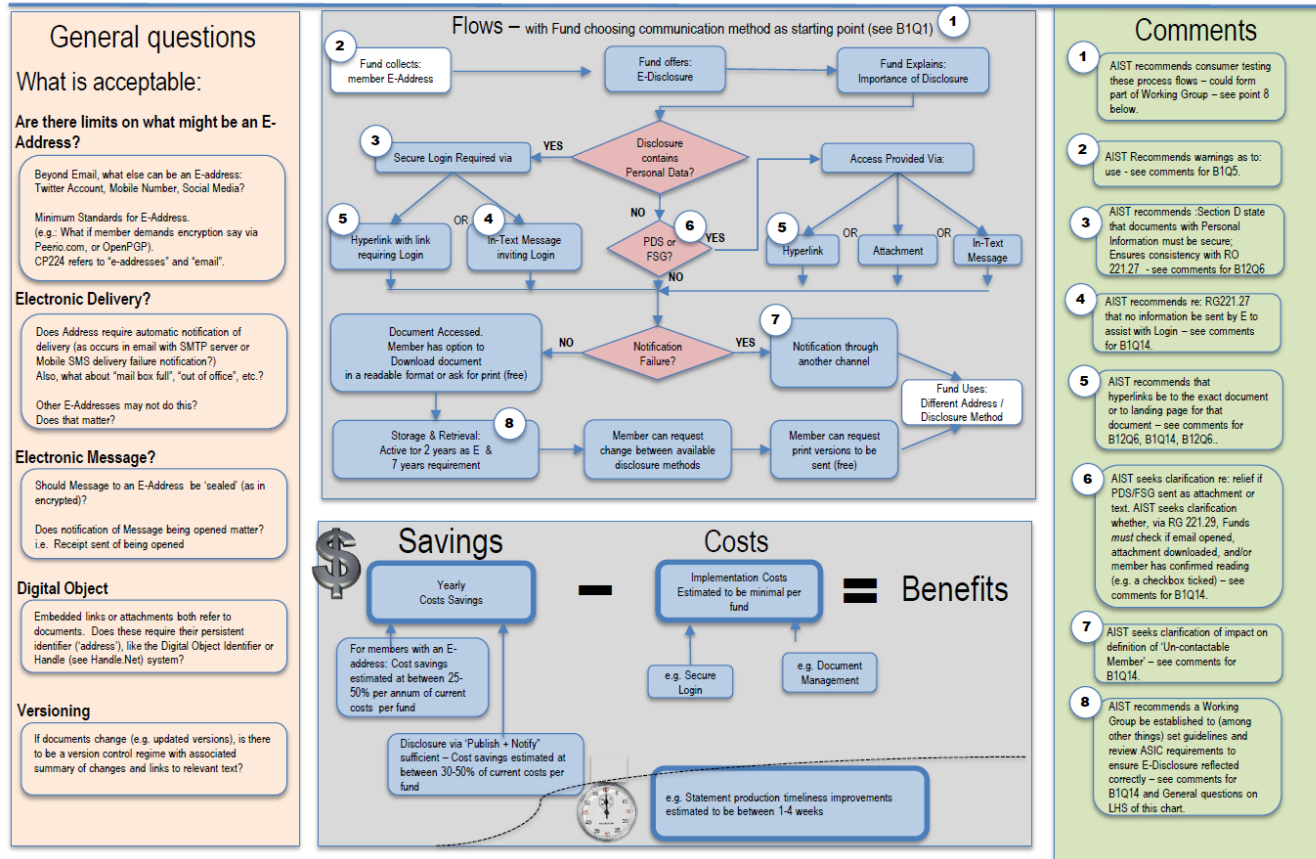 General questions
What is acceptable:
Are there limits on what might be an E-
Address?
Beyond Email, what else can be an E-address:
Twitter Account, Mobile Number, Social Media?
Minimum Standards for E-Address.
(e.g.: What if member demands encryption say via
Peerio.com, or OpenPGP).
CP224 refers to “e-addresses” and “email”.
Electronic Delivery?
Does Address require automatic notification of
delivery (as occurs in email with SMTP server or
Mobile SMS delivery failure notification?)
Also, what about “mail box full”, “out of office”, etc.?
Other E-Addresses may not do this?
Does that matter?
Electronic Message?
Should Message to an E-Address be ‘sealed’ (as in
encrypted)?
Does notification of Message being opened matter?
i.e. Receipt sent of being opened
Digital Object
Embedded links or attachments both refer to
documents. Does these require their persistent
identifier (‘address’), like the Digital Object Identifier or
Handle (see Handle.Net) system?
Versioning
If documents change (e.g. updated versions), is there
to be a version control regime with associated
summary of changes and links to relevant text?
Flows – with Fund choosing communication method as starting point (see B1Q1)
1
2
Fund collects:
member E-Address
Fund offers:
E-Disclosure
Fund Explains:
Importance of Disclosure
3
Secure Login Required via
YES
Disclosure
contains
Personal Data?
Access Provided Via:
NO
5
Hyperlink with link
requiring Login
OR
4
In-Text Message
inviting Login
6
PDS or
FSG?
YES
NO
5
Hyperlink
OR
Attachment
OR
In-Text
Message
Document Accessed.
Member has option to
Download document
in a readable format or ask for print (free)
NO
Notification
Failure?
YES
7
Notification through
another channel
Fund Uses:
Different Address /
Disclosure Method
8
Storage & Retrieval:
Active tor 2 years as E &
7 years requirement
Member can request
change between available
disclosure methods
Member can request
print versions to be
sent (free)
$
Savings
Costs
Yearly
Costs Savings
–
Implementation Costs
Estimated to be minimal per
fund
=
Benefits
For members with an E-
address: Cost savings
estimated at between 25-
50% per annum of current
costs per fund
e.g. Secure
Login
e.g. Document
Management
Disclosure via ‘Publish + Notify”
sufficient – Cost savings estimated at
between 30-50% of current costs per
fund
e.g. Statement production timeliness improvements
estimated to be between 1-4 weeks
Comments
1
AIST recommends consumer testing
these process flows – could form
part of Working Group – see point 8
below.
2
AIST Recommends warnings as to:
use - see comments for B1Q5.
3
AIST recommends :Section D state
that documents with Personal
Information must be secure;
Ensures consistency with RO
221.27 - see comments for B12Q6
4
AIST recommends re: RG221.27
that no information be sent by E to
assist with Login – see comments
for B1Q14.
5
AIST recommends that
hyperlinks be to the exact document
or to landing page for that
document – see comments for
B12Q6, B1Q14, B12Q6..
6
AIST seeks clarification re: relief if
PDS/FSG sent as attachment or
text. AIST seeks clarification
whether, via RG 221.29, Funds
must check if email opened,
attachment downloaded, and/or
member has confirmed reading
(e.g. a checkbox ticked) – see
comments for B1Q14.
7
AIST seeks clarification of impact on
definition of ‘Un-contactable
Member’ – see comments for
B1Q14.
8
AIST recommends a Working
Group be established to (among
other things) set guidelines and
review ASIC requirements to
ensure E-Disclosure reflected
correctly – see comments for
B1Q14 and General questions on
LHS of this chart.